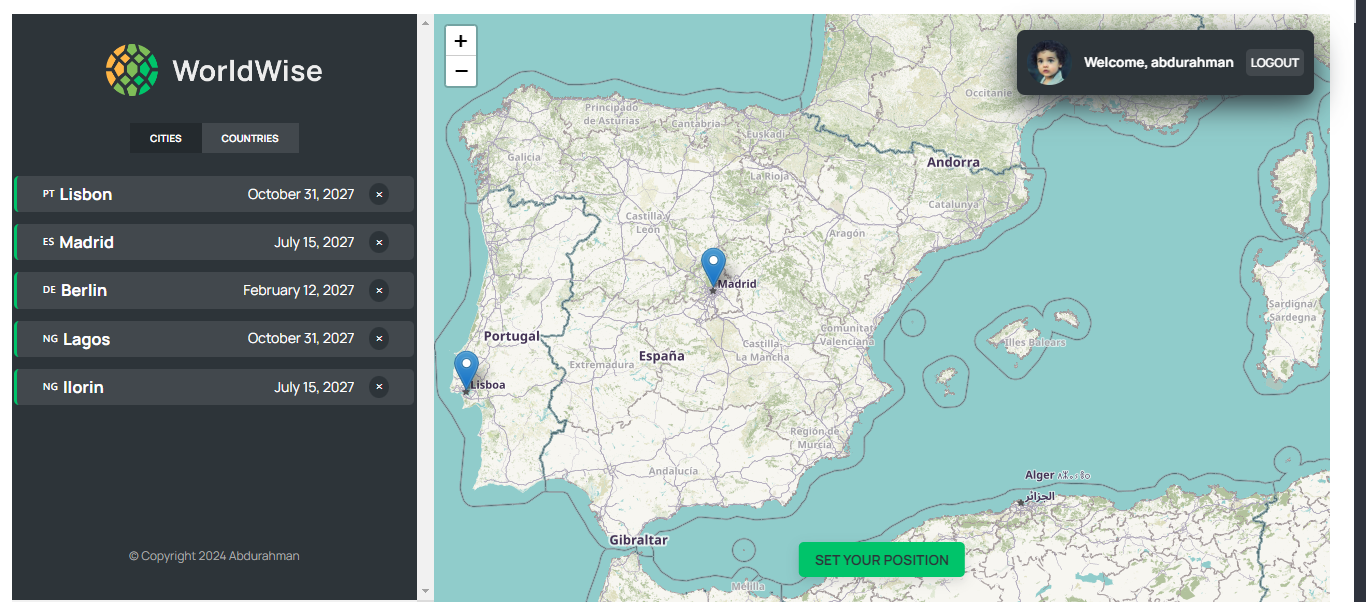 WorldWise
CITIES
COUNTRIES
PT Lisbon October 31, 2027 ×
ES Madrid July 15, 2027 ×
DE Berlin February 12, 2027 ×
NG Lagos October 31, 2027 ×
NG Ilorin July 15, 2027 ×
© Copyright 2024 Abdurahman
+
−
Welcome, abdurahman
LOGOUT
Occitanie
Principado
de Asturias
Cantabria
Euskadi
Galicia
Andorra
La Rioja
Catalunya
Castilla y
León
Aragón
Madrid
Sardigna/
Sardegna
Portugal
Comunitat
Valenciana
Castilla-
La Mancha
Illes Balears
España
Extremadura
Lisboa
Región de
Murcia
Andalucía
Alger
الجزائر
Gibraltar
SET YOUR POSITION
Melilla